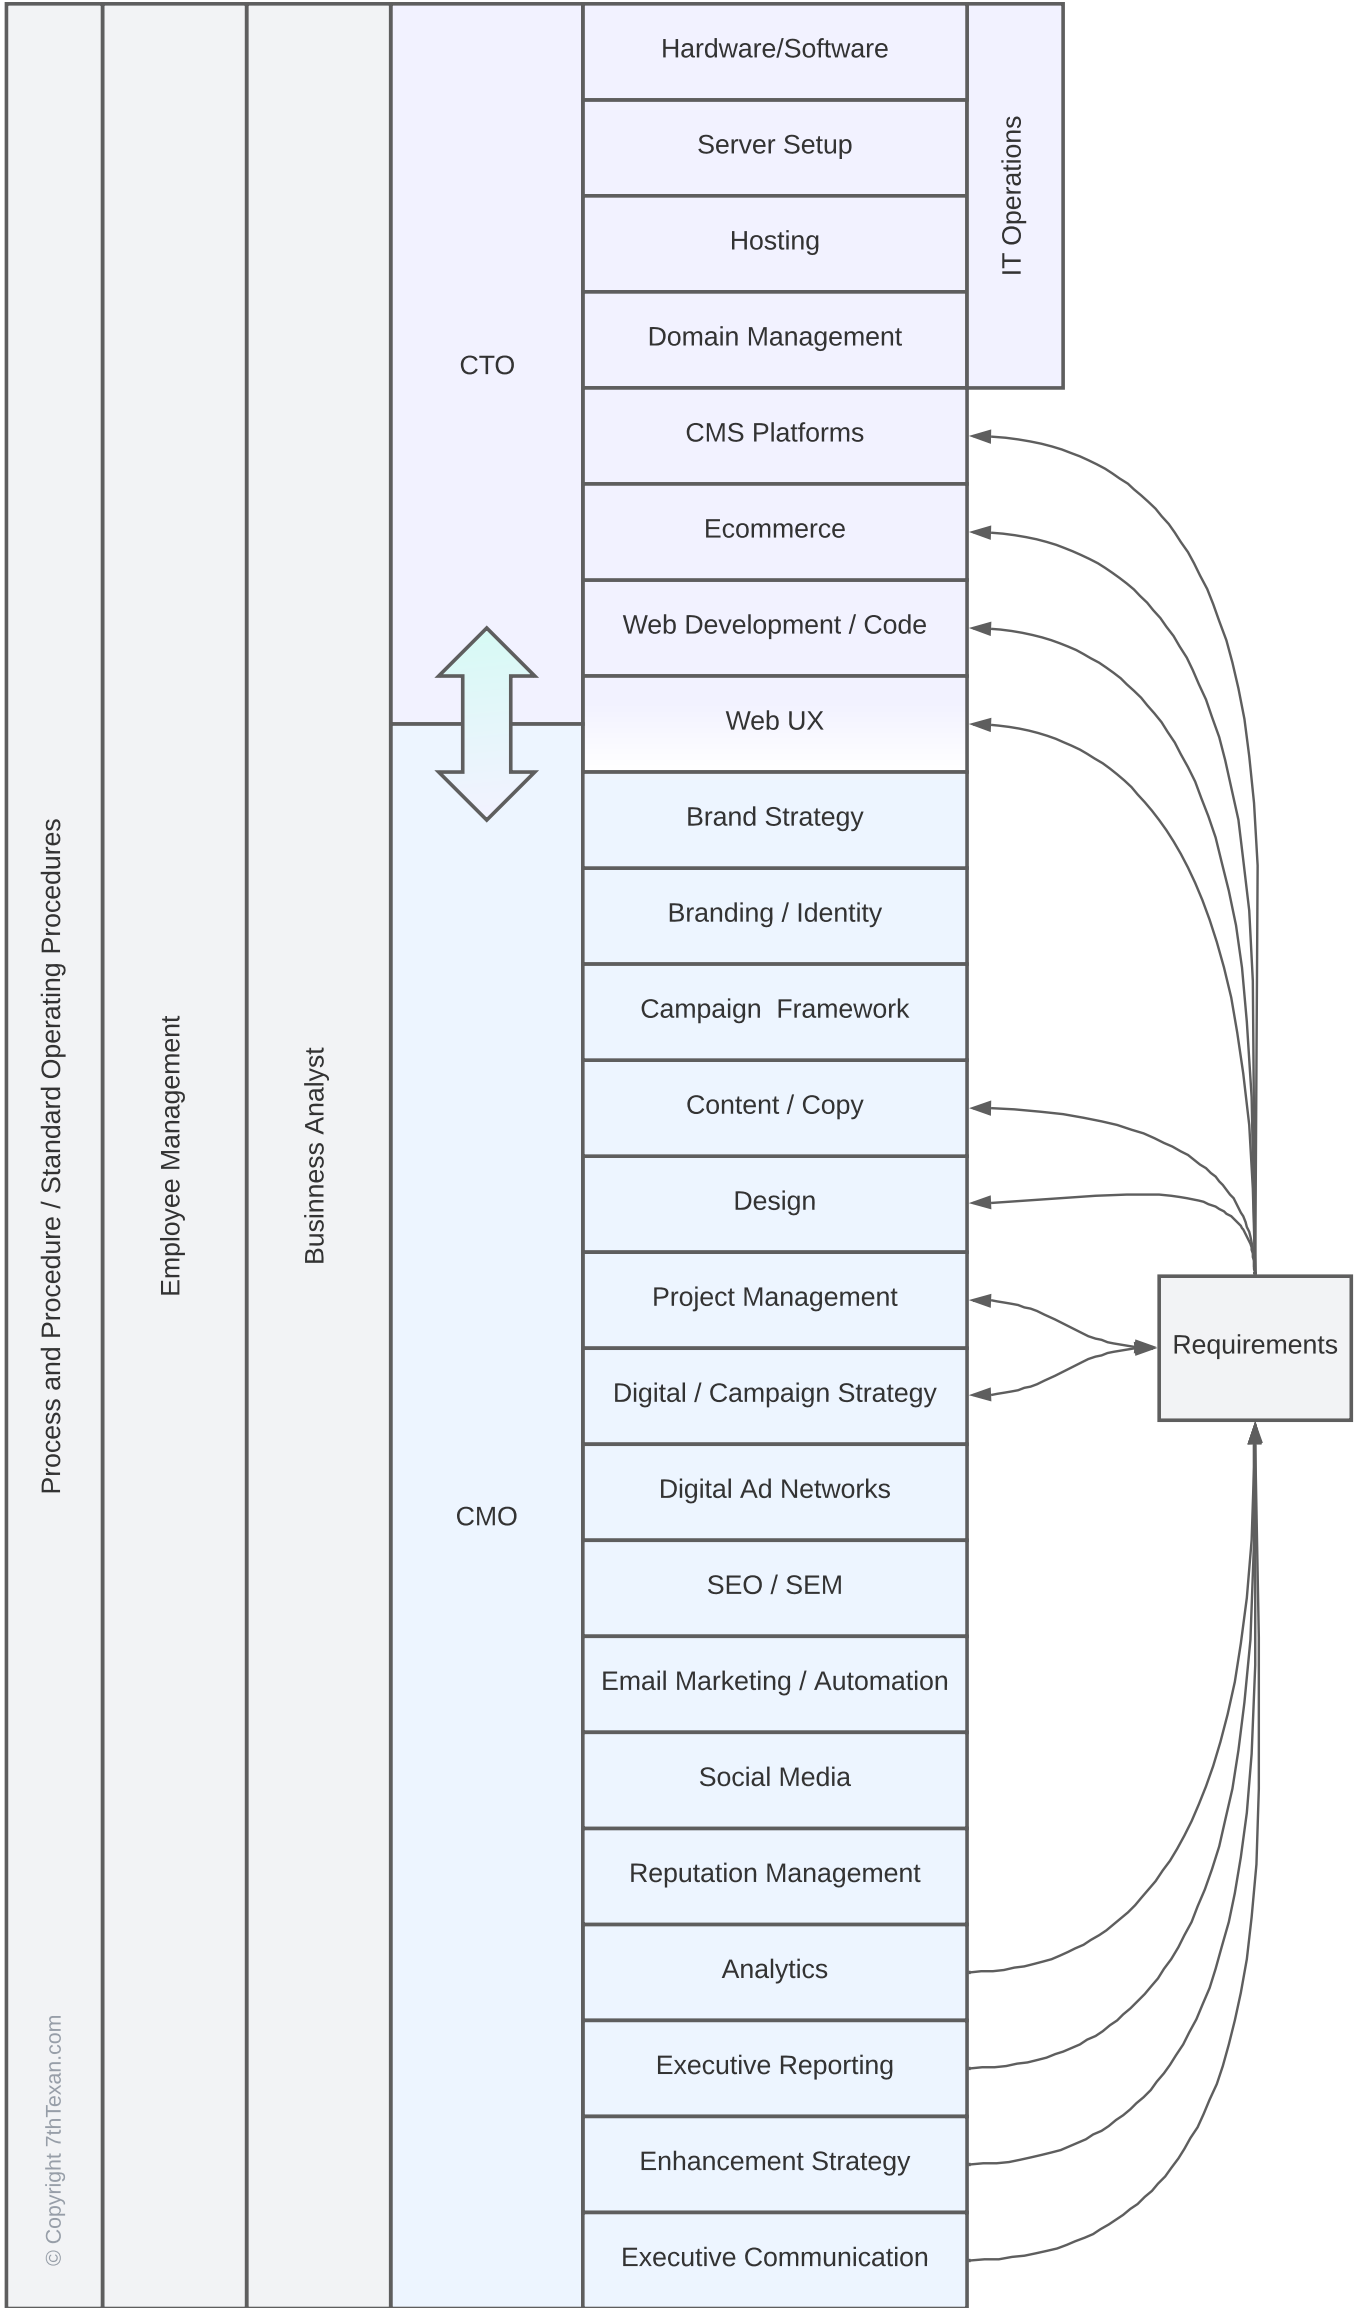 Process and Procedure / Standard Operating Procedures
© Copyright 7thTexan.com
Employee Management
Businness Analyst
CTO
CMO
Hardware/Software
Server Setup
Hosting
Domain Management
CMS Platforms
Ecommerce
Web Development / Code
Web UX
Brand Strategy
Branding / Identity
Campaign  Framework
Content / Copy
Design
Project Management
Digital / Campaign Strategy
Digital Ad Networks
SEO / SEM
Email Marketing / Automation
Social Media
Reputation Management
Analytics
Executive Reporting
Enhancement Strategy
Executive Communication
IT Operations
Requirements